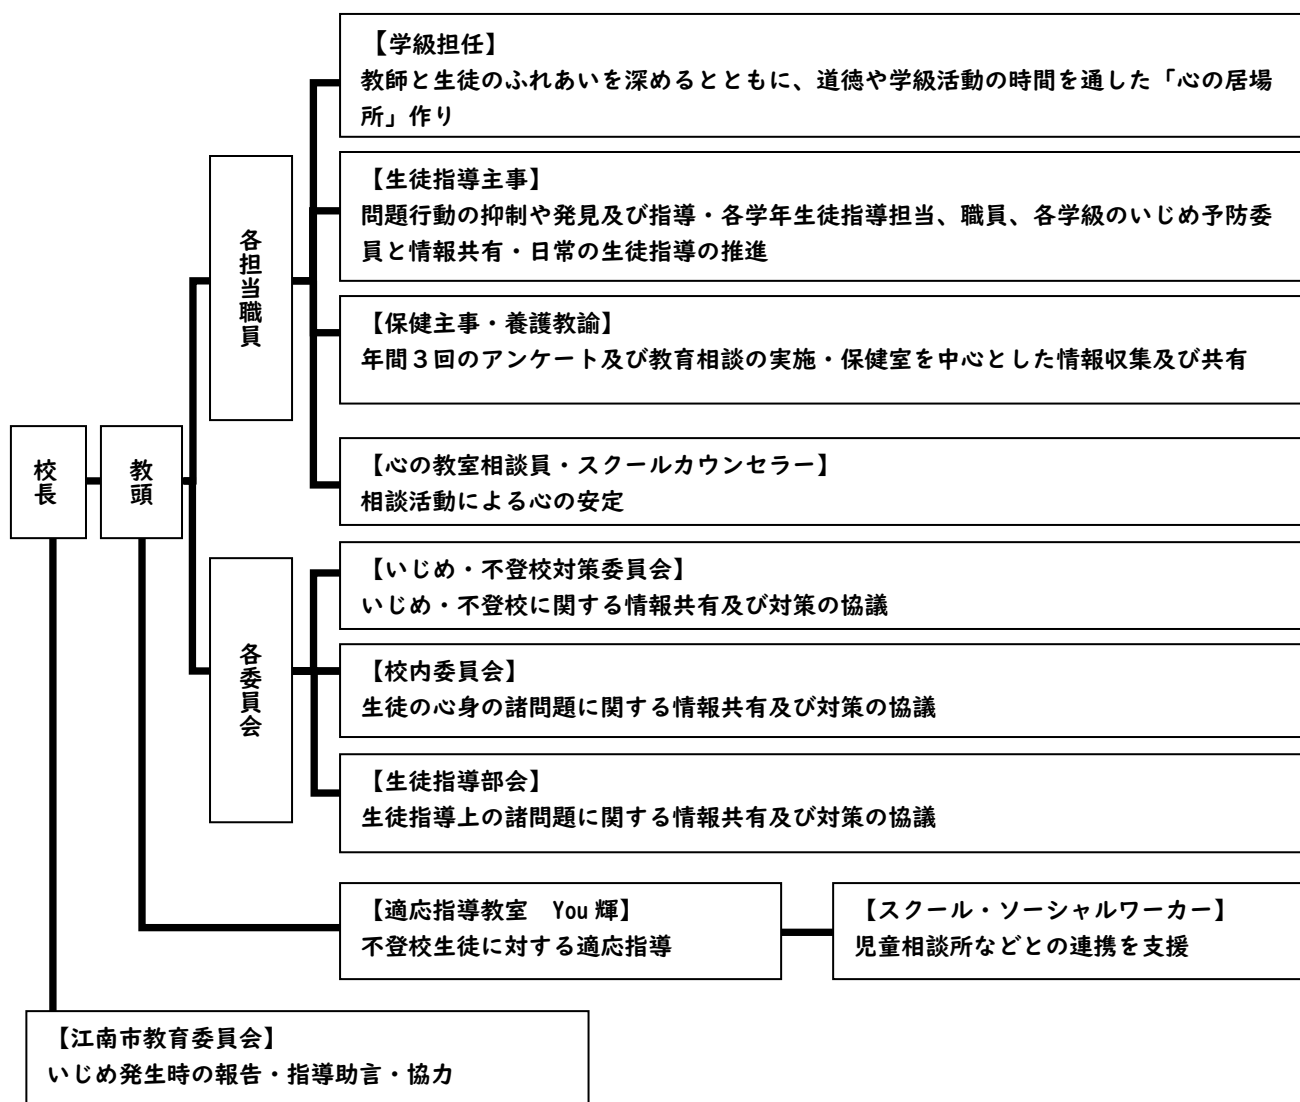 【学級担任】
教師と生徒のふれあいを深めるとともに、道徳や学級活動の時間を通した「心の居場
所」作り
【生徒指導主事】
問題行動の抑制や発見及び指導・各学年生徒指導担当、職員、各学級のいじめ予防委
員と情報共有・日常の生徒指導の推進
各担当職員
【保健主事・養護教諭】
年間３回のアンケート及び教育相談の実施・保健室を中心とした情報収集及び共有
校長
教頭
【心の教室相談員・スクールカウンセラー】
相談活動による心の安定
【いじめ・不登校対策委員会】
いじめ・不登校に関する情報共有及び対策の協議
各委員会
【校内委員会】
生徒の心身の諸問題に関する情報共有及び対策の協議
【生徒指導部会】
生徒指導上の諸問題に関する情報共有及び対策の協議
【適応指導教室　You 輝】
不登校生徒に対する適応指導
【スクール・ソーシャルワーカー】
児童相談所などとの連携を支援
【江南市教育委員会】
いじめ発生時の報告・指導助言・協力